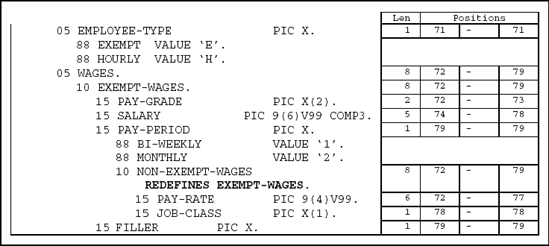 Len Positions
05 EMPLOYEE-TYPE PIC X. 1 71 – 71
88 EXEMPT VALUE ‘E’.
88 HOURLY VALUE ‘H’.
05 WAGES. 8 72 – 79
10 EXEMPT-WAGES. 8 72 – 79
15 PAY-GRADE PIC X(2). 2 72 – 73
15 SALARY PIC 9(6)V99 COMP3. 5 74 – 78
15 PAY-PERIOD PIC X. 1 79 – 79
88 BI-WEEKLY VALUE ‘1’.
88 MONTHLY VALUE ‘2’.
10 NON-EXEMPT-WAGES 8 72 – 79
REDEFINES EXEMPT-WAGES.
15 PAY-RATE PIC 9(4)V99. 6 72 – 77
15 JOB-CLASS PIC X(1). 1 78 – 78
15 FILLER PIC X. 1 79 – 79